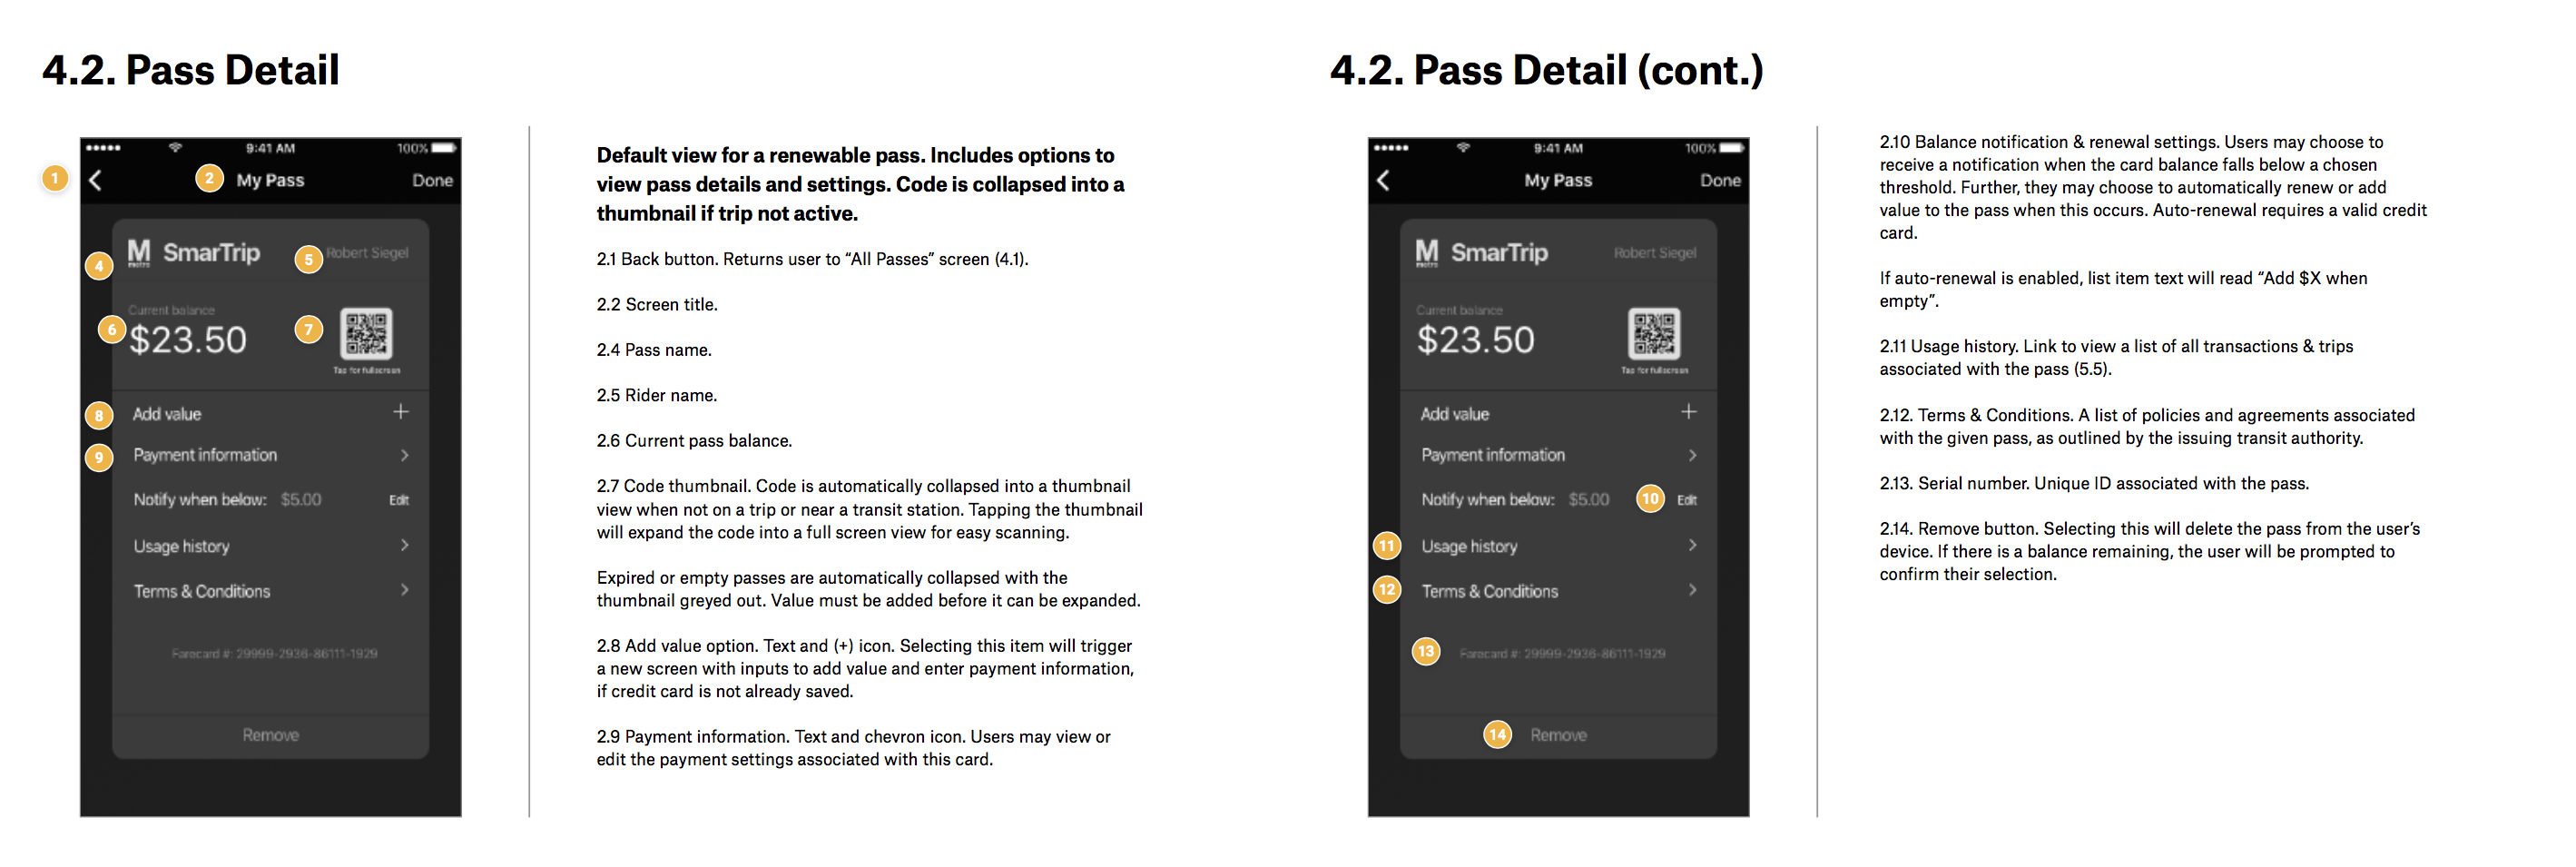 4.2. Pass Detail
1
9:41 AM
100%
2
My Pass
Done
4
M
metro
SmarTrip
5
Robert Siegel
Current balance
6
$23.50
7
Tap for fullscreen
8
Add value
+
9
Payment information
Notify when below: $5.00
Edit
Usage history
Terms & Conditions
Farecard #: 29999-2936-86111-1929
Remove
Default view for a renewable pass. Includes options to
view pass details and settings. Code is collapsed into a
thumbnail if trip not active.
2.1 Back button. Returns user to “All Passes” screen (4.1).
2.2 Screen title.
2.4 Pass name.
2.5 Rider name.
2.6 Current pass balance.
2.7 Code thumbnail. Code is automatically collapsed into a thumbnail
view when not on a trip or near a transit station. Tapping the thumbnail
will expand the code into a full screen view for easy scanning.
Expired or empty passes are automatically collapsed with the
thumbnail greyed out. Value must be added before it can be expanded.
2.8 Add value option. Text and (+) icon. Selecting this item will trigger
a new screen with inputs to add value and enter payment information,
if credit card is not already saved.
2.9 Payment information. Text and chevron icon. Users may view or
edit the payment settings associated with this card.
4.2. Pass Detail (cont.)
9:41 AM
100%
My Pass
Done
M
metro
SmarTrip
Robert Siegel
Current balance
$23.50
Tap for fullscreen
Add value
+
Payment information
Notify when below: $5.00
10
Edit
11
Usage history
12
Terms & Conditions
13
Farecard #: 29999-2936-86111-1929
14
Remove
2.10 Balance notification & renewal settings. Users may choose to
receive a notification when the card balance falls below a chosen
threshold. Further, they may choose to automatically renew or add
value to the pass when this occurs. Auto-renewal requires a valid credit
card.
If auto-renewal is enabled, list item text will read “Add $X when
empty”.
2.11 Usage history. Link to view a list of all transactions & trips
associated with the pass (5.5).
2.12. Terms & Conditions. A list of policies and agreements associated
with the given pass, as outlined by the issuing transit authority.
2.13. Serial number. Unique ID associated with the pass.
2.14. Remove button. Selecting this will delete the pass from the user’s
device. If there is a balance remaining, the user will be prompted to
confirm their selection.